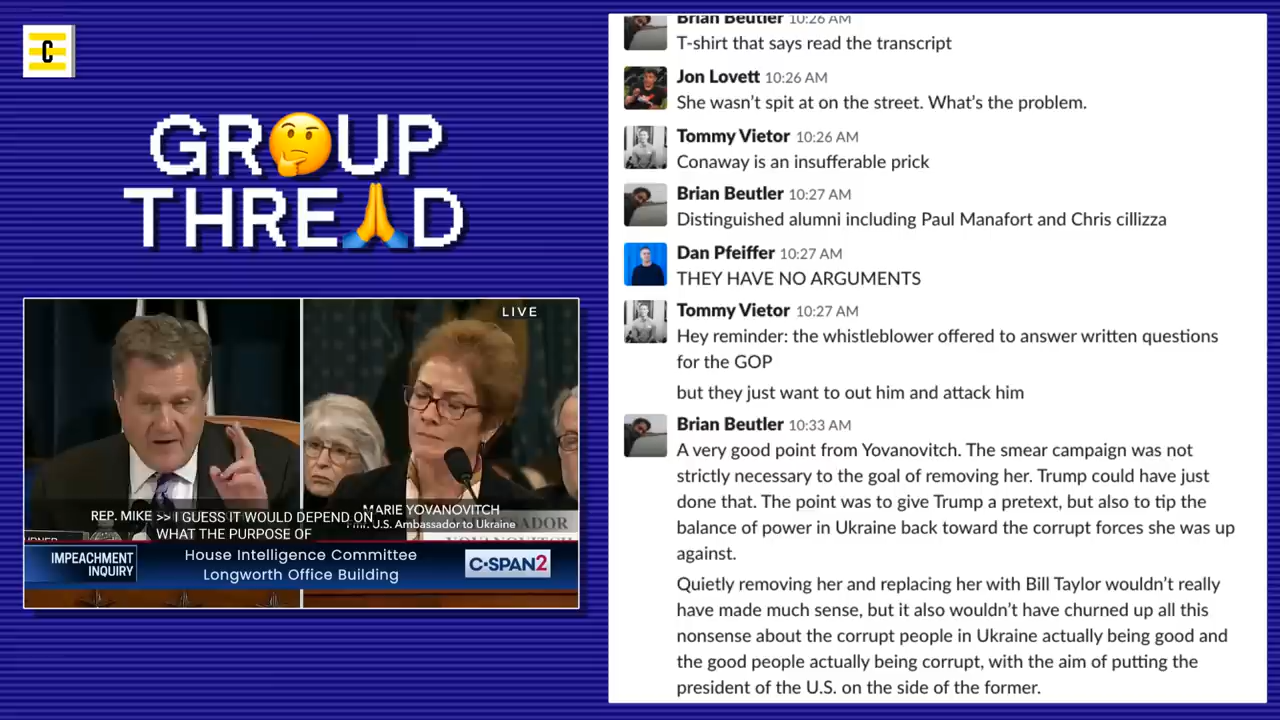 C
GR🤔UP
THRE🙏D
LIVE
REP. MIKE
>> I GUESS IT WOULD DEPEND ON
WHAT THE PURPOSE OF
MARIE YOVANOVITCH
U.S. Ambassador to Ukraine
IMPEACHMENT
INQUIRY
House Intelligence Committee
Longworth Office Building
C-SPAN2
Brian Beutler 10:26 AM
T-shirt that says read the transcript
Jon Lovett 10:26 AM
She wasn't spit at on the street. What's the problem.
Tommy Vietor 10:26 AM
Conaway is an insufferable prick
Brian Beutler 10:27 AM
Distinguished alumni including Paul Manafort and Chris cillizza
Dan Pfeiffer 10:27 AM
THEY HAVE NO ARGUMENTS
Tommy Vietor 10:27 AM
Hey reminder: the whistleblower offered to answer written questions
for the GOP
but they just want to out him and attack him
Brian Beutler 10:33 AM
A very good point from Yovanovitch. The smear campaign was not
strictly necessary to the goal of removing her. Trump could have just
done that. The point was to give Trump a pretext, but also to tip the
balance of power in Ukraine back toward the corrupt forces she was up
against.
Quietly removing her and replacing her with Bill Taylor wouldn't really
have made much sense, but it also wouldn't have churned up all this
nonsense about the corrupt people in Ukraine actually being good and
the good people actually being corrupt, with the aim of putting the
president of the U.S. on the side of the former.